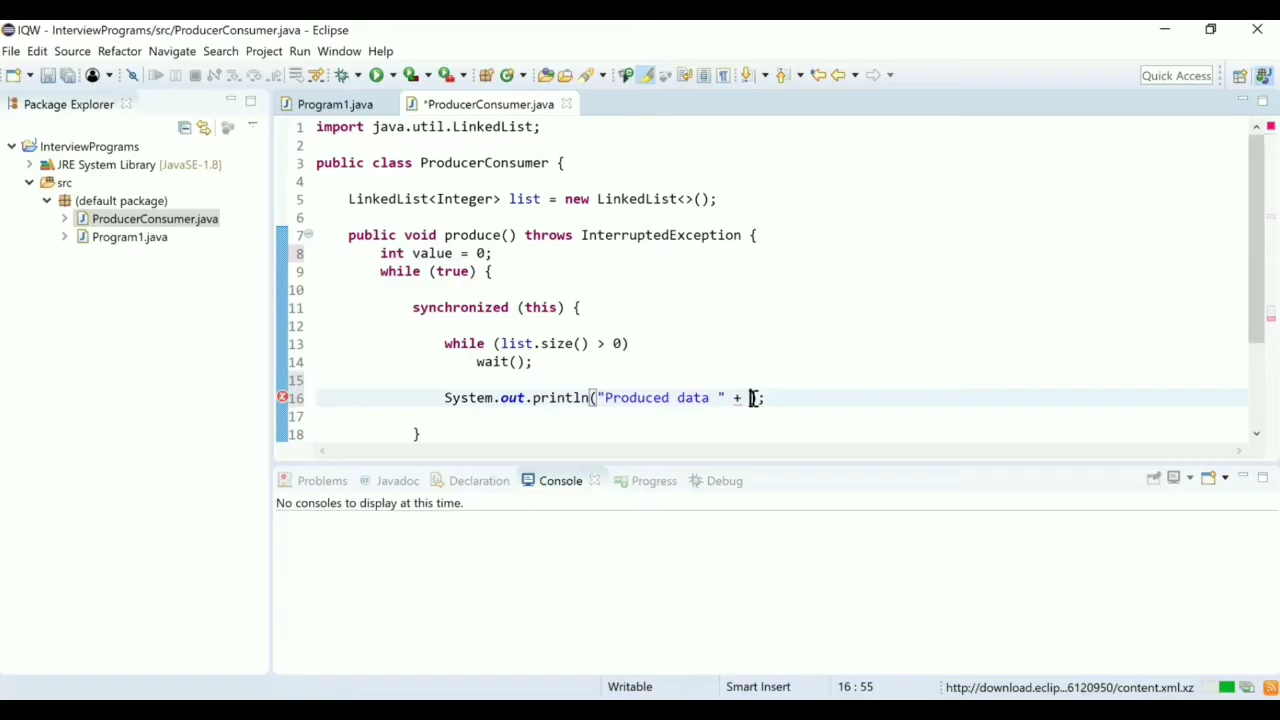 IQW - InterviewPrograms/src/ProducerConsumer.java - Eclipse
File Edit Source Refactor Navigate Search Project Run Window Help
Quick Access
Package Explorer
Program1.java
*ProducerConsumer.java
InterviewPrograms
JRE System Library [JavaSE-1.8]
src
(default package)
ProducerConsumer.java
Program1.java
1 import java.util.LinkedList;
2
3 public class ProducerConsumer {
4
5 LinkedList<Integer> list = new LinkedList<>();
6
7 public void produce() throws InterruptedException {
8 int value = 0;
9 while (true) {
10
11 synchronized (this) {
12
13 while (list.size() > 0)
14 wait();
15
16 System.out.println("Produced data " + );
17
18 }
Problems Javadoc Declaration Console Progress Debug
No consoles to display at this time.
Writable Smart Insert 16 : 55 http://download.eclip...6120950/content.xml.xz